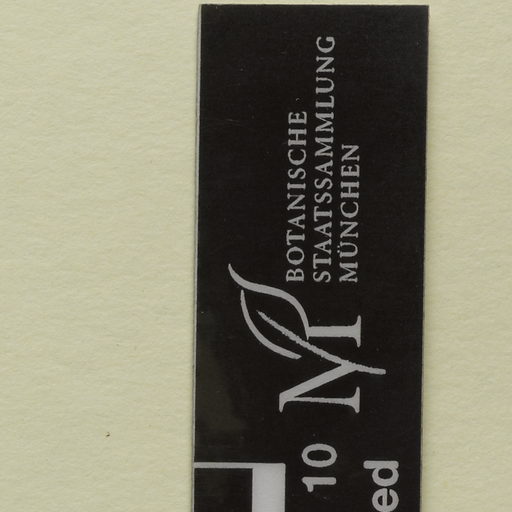 BOTANISCHE
STAATSSAMMLUNG
MÜNCHEN
M
10
ed